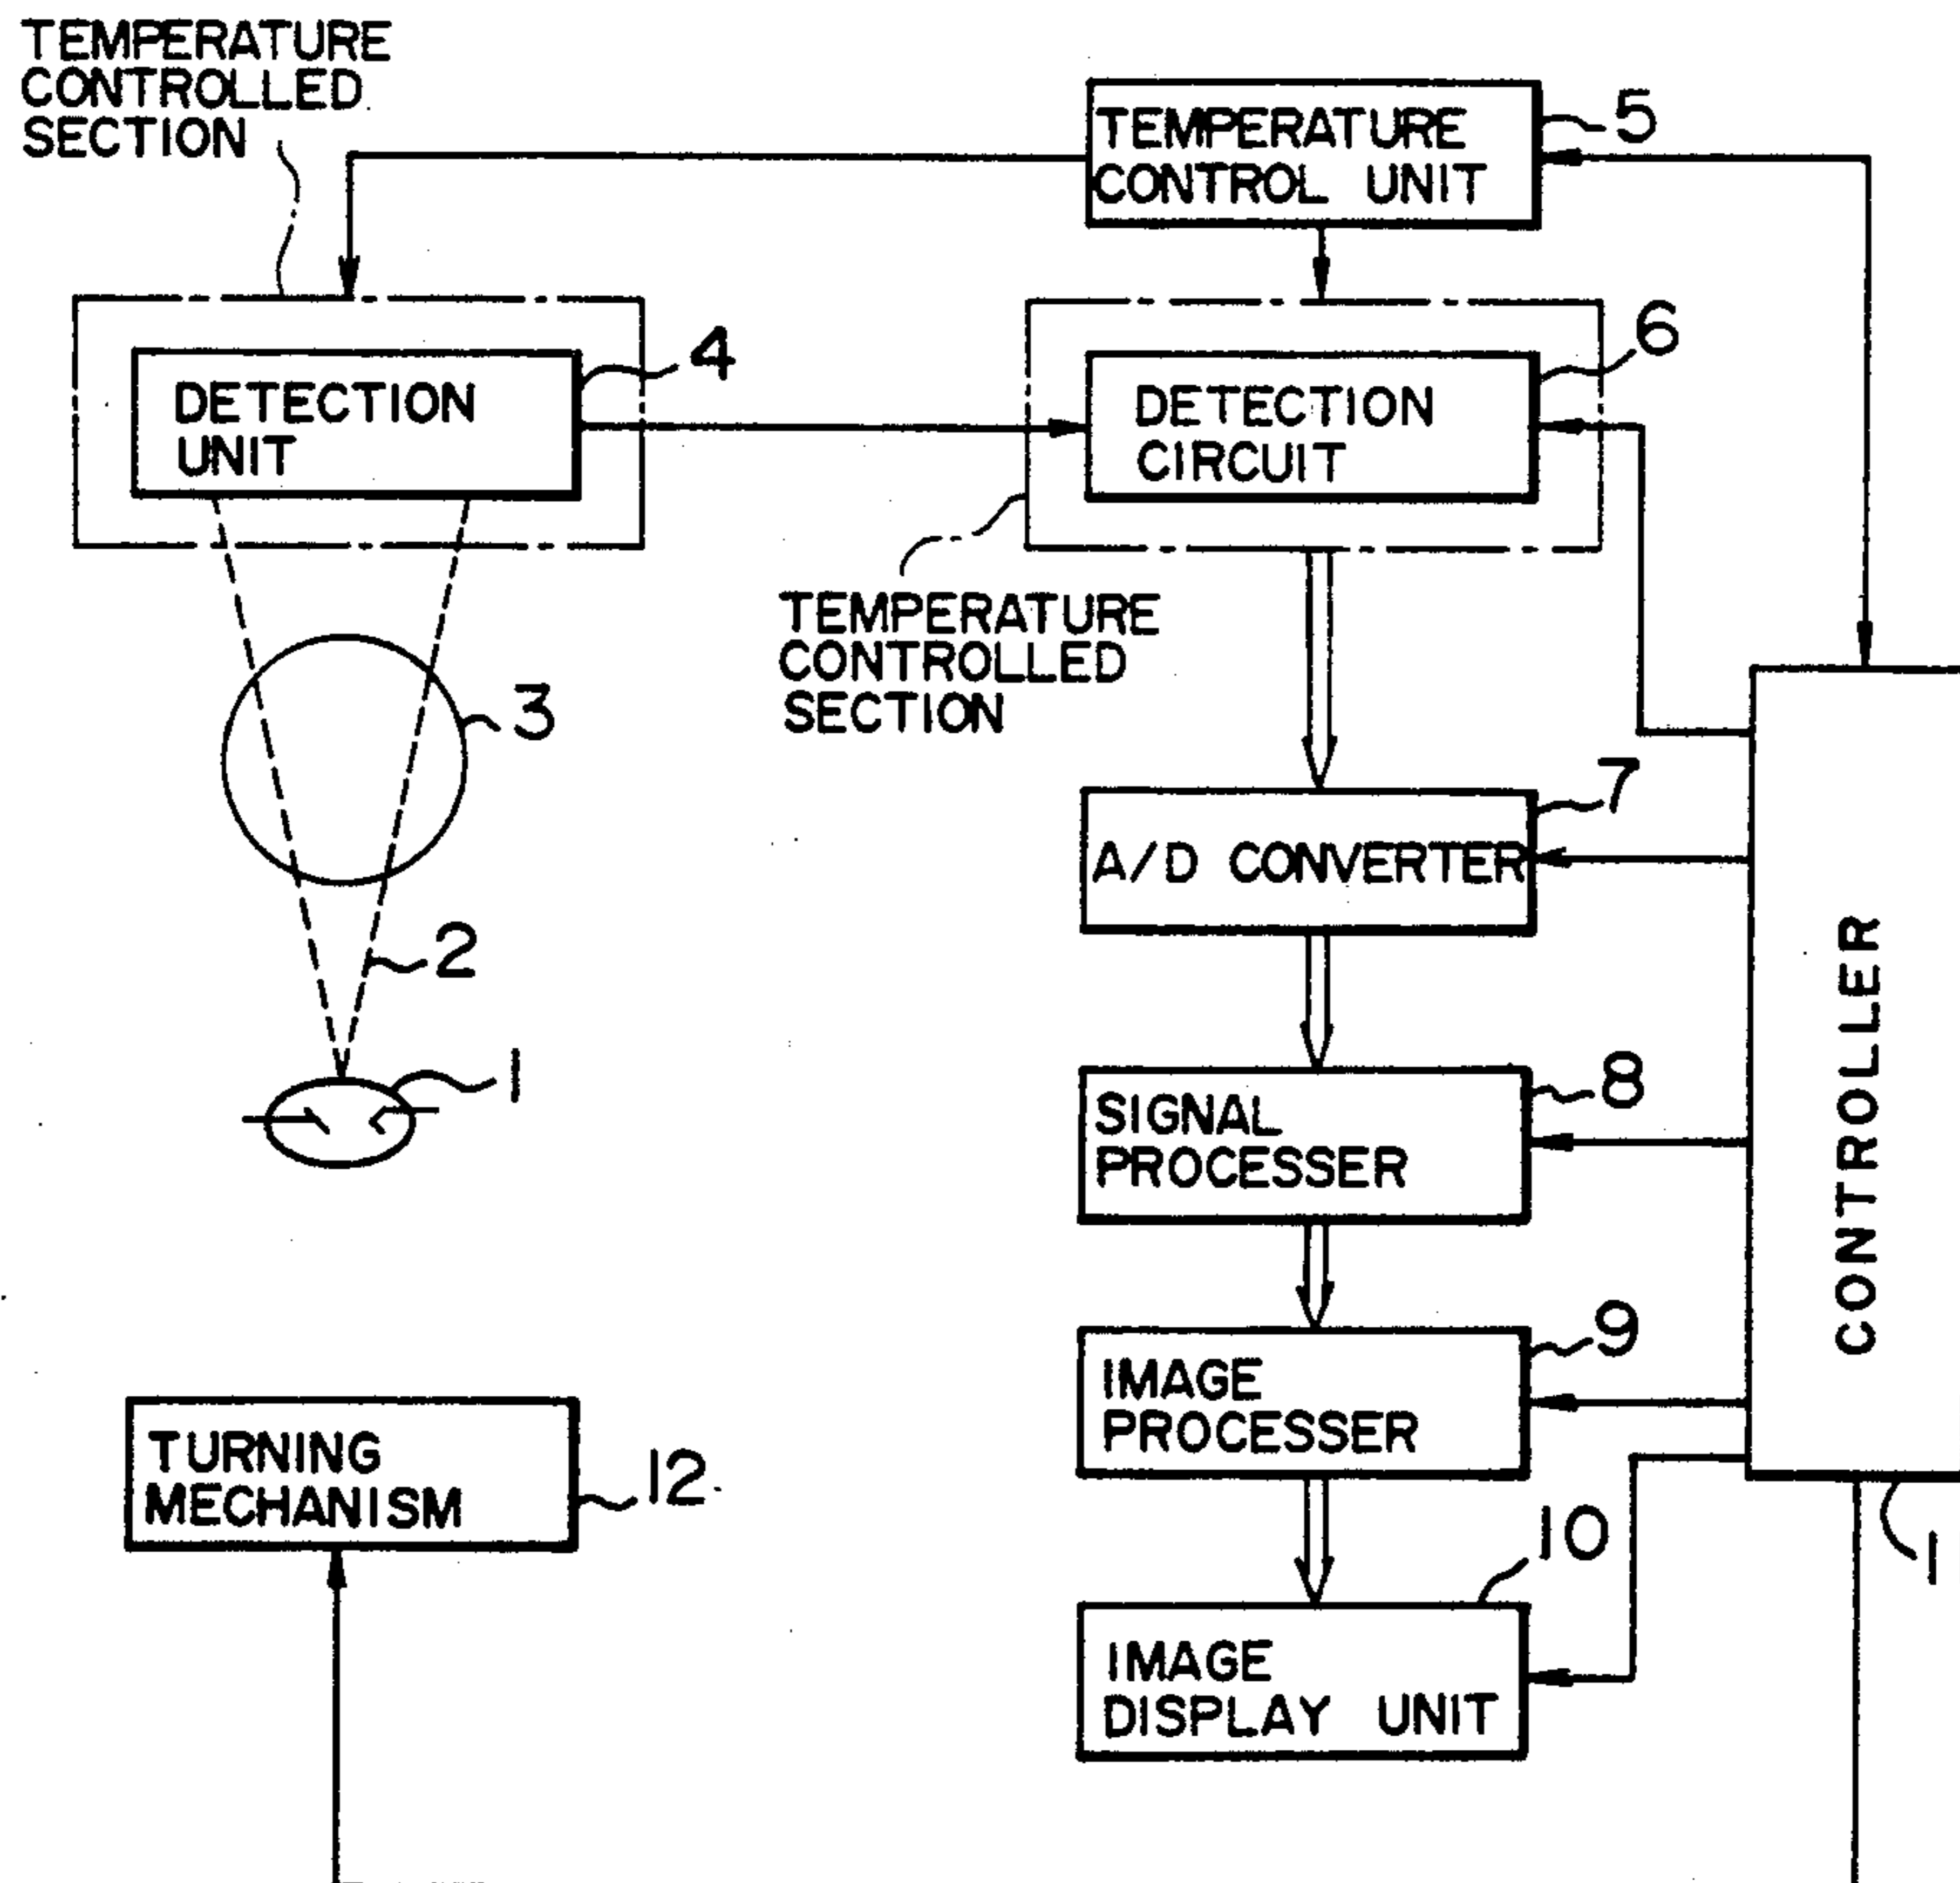 TEMPERATURE
CONTROLLED
SECTION
TEMPERATURE
CONTROL UNIT
5
DETECTION
UNIT
4
DETECTION
CIRCUIT
6
TEMPERATURE
CONTROLLED
SECTION
3
A/D CONVERTER
7
2
CONTROLLER
1
SIGNAL
PROCESSER
8
IMAGE
PROCESSER
9
TURNING
MECHANISM
12
10
IMAGE
DISPLAY UNIT